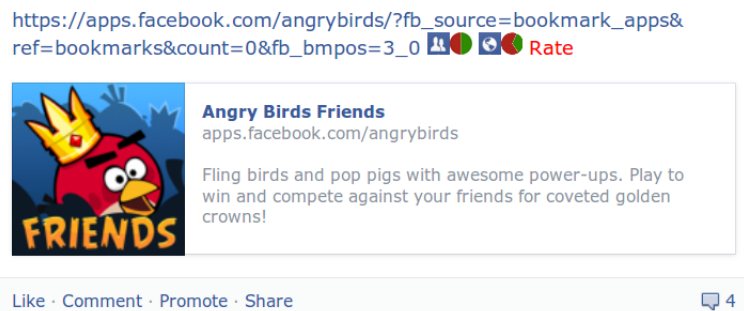 https://apps.facebook.com/angrybirds/?fb_source=bookmark_apps&
ref=bookmarks&count=0&fb_bmpos=3_0 Rate
FRIENDS
Angry Birds Friends
apps.facebook.com/angrybirds
Fling birds and pop pigs with awesome power-ups. Play to
win and compete against your friends for coveted golden
crowns!
Like · Comment · Promote · Share 4